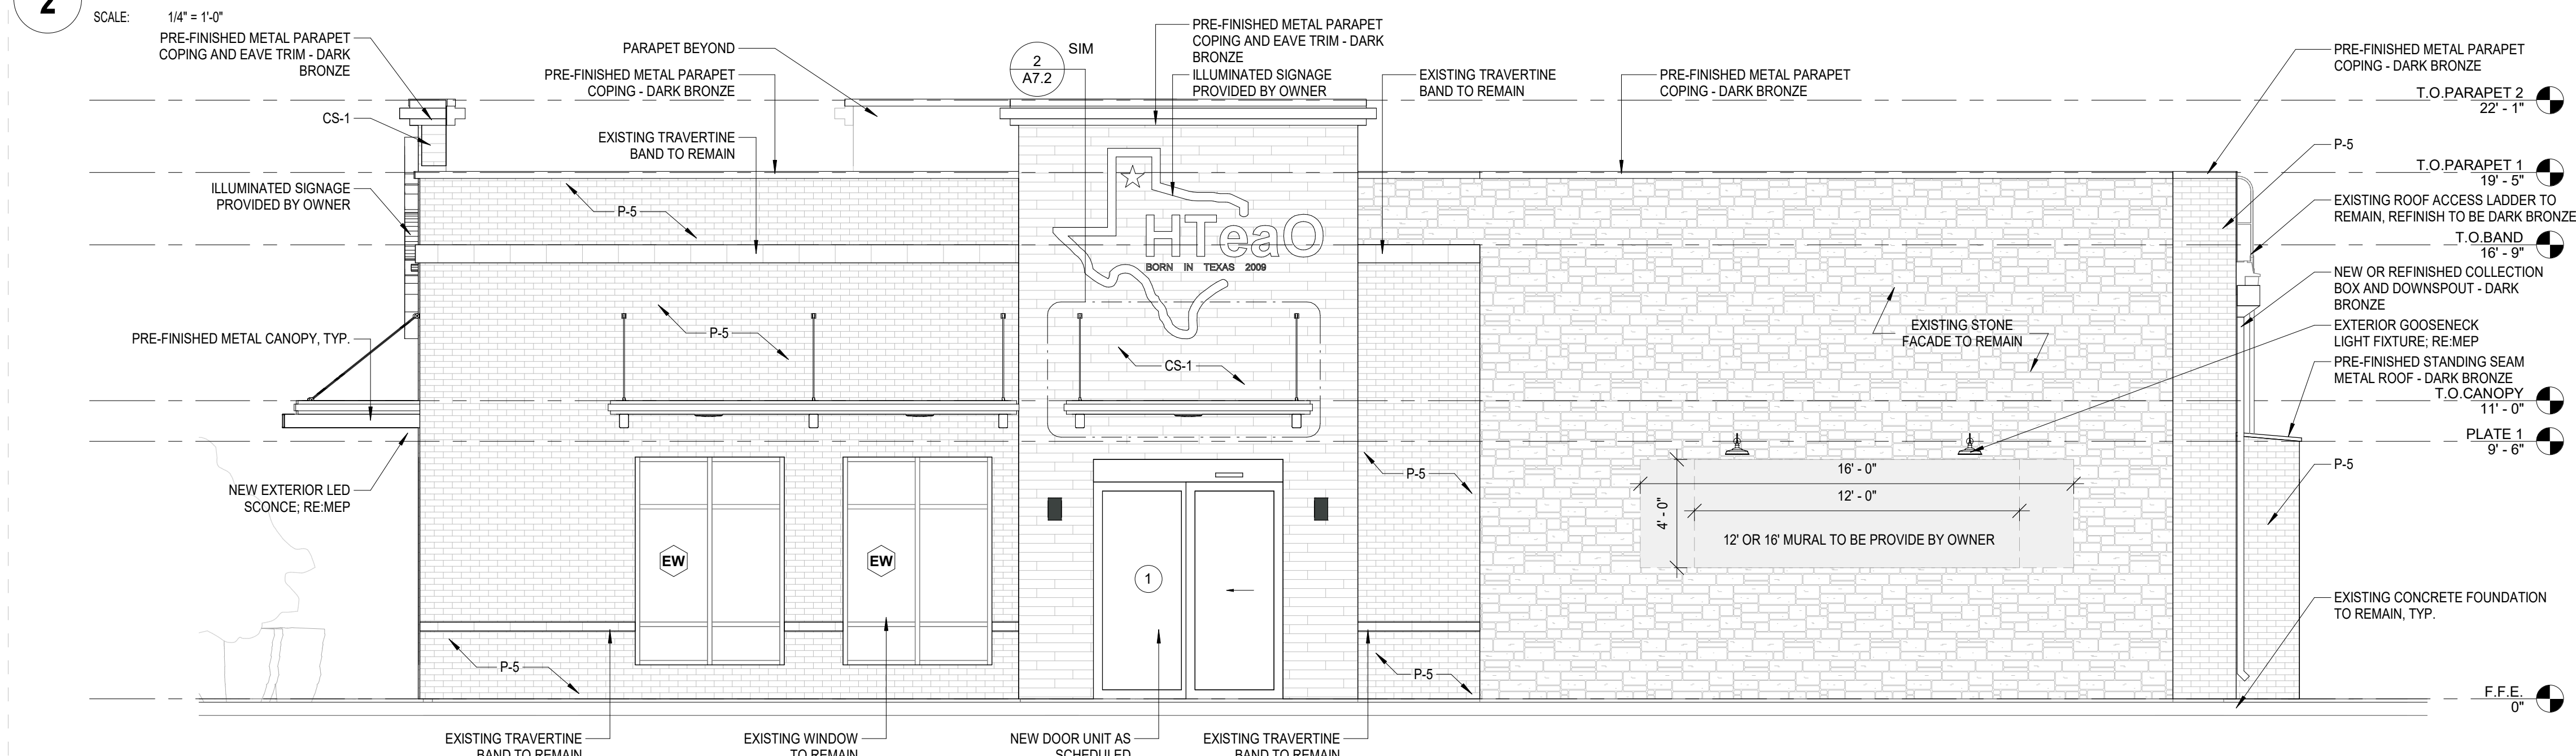 2
SCALE: 1/4" = 1'-0"
PRE-FINISHED METAL PARAPET
COPING AND EAVE TRIM - DARK
BRONZE
CS-1
ILLUMINATED SIGNAGE
PROVIDED BY OWNER
PRE-FINISHED METAL CANOPY, TYP.
NEW EXTERIOR LED
SCONCE; RE:MEP
PARAPET BEYOND
PRE-FINISHED METAL PARAPET
COPING - DARK BRONZE
EXISTING TRAVERTINE
BAND TO REMAIN
P-5
P-5
EW
EW
P-5
2
A7.2
SIM
PRE-FINISHED METAL PARAPET
COPING AND EAVE TRIM - DARK
BRONZE
ILLUMINATED SIGNAGE
PROVIDED BY OWNER
HTeaO
BORN IN TEXAS 2009
CS-1
1
EXISTING TRAVERTINE
BAND TO REMAIN
P-5
P-5
PRE-FINISHED METAL PARAPET
COPING - DARK BRONZE
EXISTING STONE
FACADE TO REMAIN
16' - 0"
12' - 0"
4' - 0"
12' OR 16' MURAL TO BE PROVIDE BY OWNER
PRE-FINISHED METAL PARAPET
COPING - DARK BRONZE
T.O.PARAPET 2
22' - 1"
P-5
T.O.PARAPET 1
19' - 5"
EXISTING ROOF ACCESS LADDER TO
REMAIN, REFINISH TO BE DARK BRONZE
T.O.BAND
16' - 9"
NEW OR REFINISHED COLLECTION
BOX AND DOWNSPOUT - DARK
BRONZE
EXTERIOR GOOSENECK
LIGHT FIXTURE; RE:MEP
PRE-FINISHED STANDING SEAM
METAL ROOF - DARK BRONZE
T.O.CANOPY
11' - 0"
PLATE 1
9' - 6"
P-5
EXISTING CONCRETE FOUNDATION
TO REMAIN, TYP.
F.F.E.
0"
EXISTING TRAVERTINE
BAND TO REMAIN
EXISTING WINDOW
TO REMAIN
NEW DOOR UNIT AS
SCHEDULED
EXISTING TRAVERTINE
BAND TO REMAIN